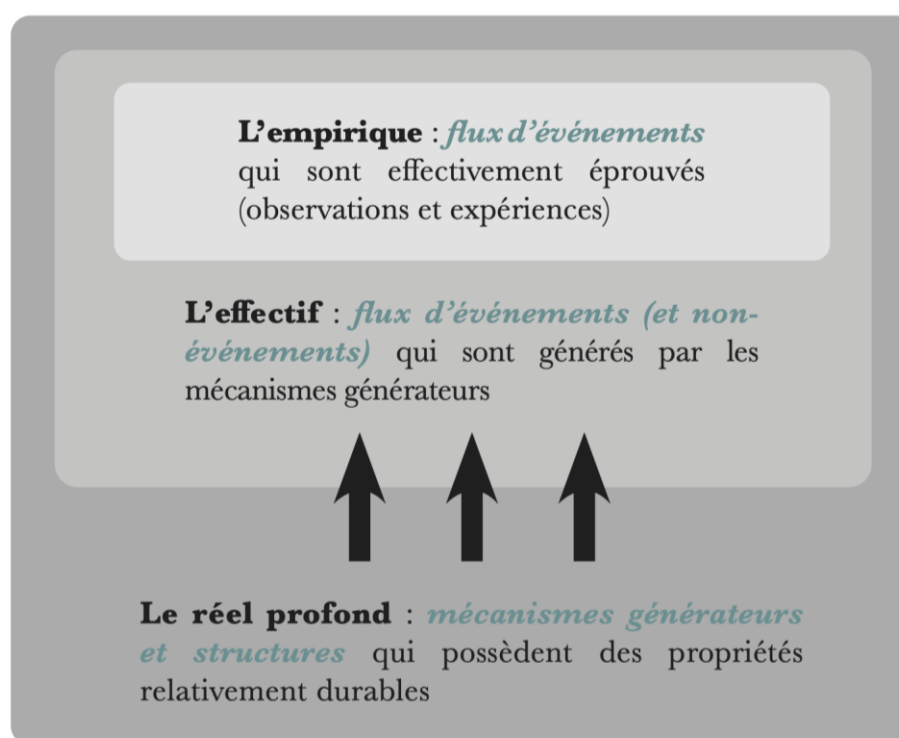 L’empirique : flux d’événements
qui sont effectivement éprouvés
(observations et expériences)
L’effectif : flux d’événements (et non-
événements) qui sont générés par les
mécanismes générateurs
Le réel profond : mécanismes générateurs
et structures qui possèdent des propriétés
relativement durables